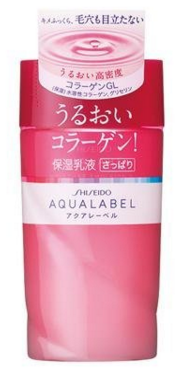 キメふっくら、毛穴も目立たない
うるおい高密度
コラーゲンGL
(保湿)水溶性コラーゲン、グリセリン
うるおい
コラーゲン!
保湿乳液 さっぱり
SHISEIDO
AQUALABEL
アクアレーベル